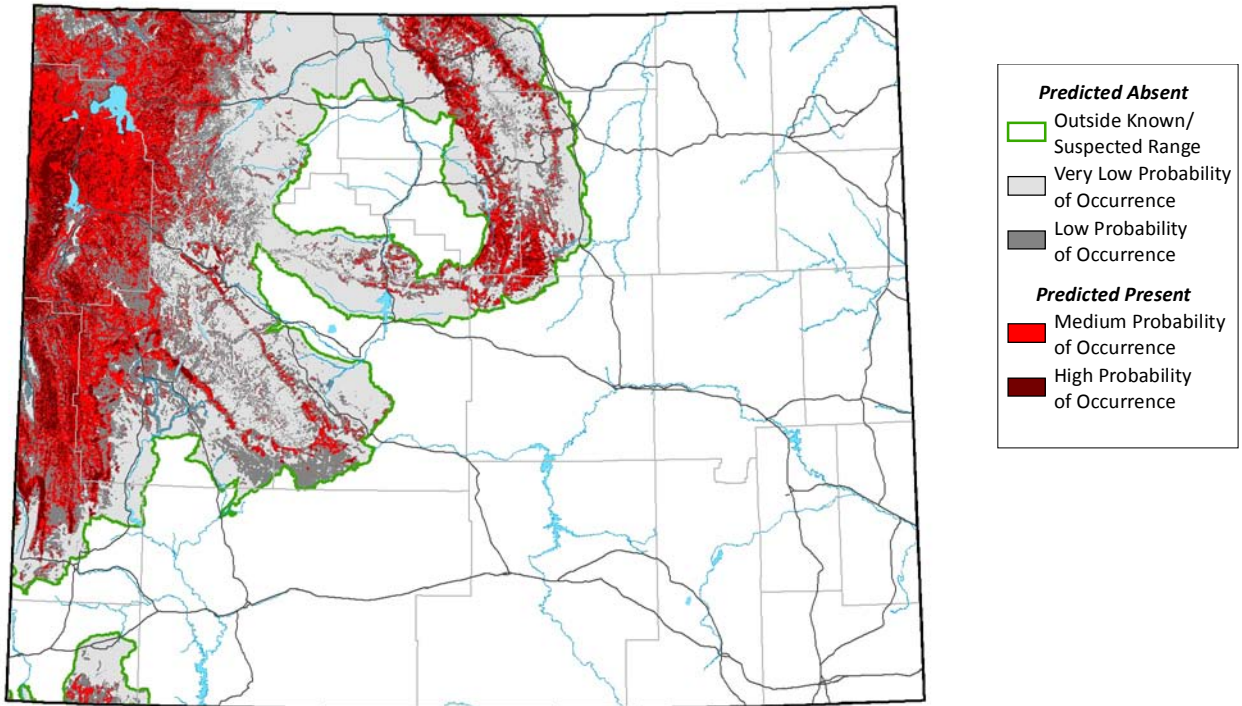 Predicted Absent
Outside Known/
Suspected Range
Very Low Probability
of Occurrence
Low Probability
of Occurrence
Predicted Present
Medium Probability
of Occurrence
High Probability
of Occurrence